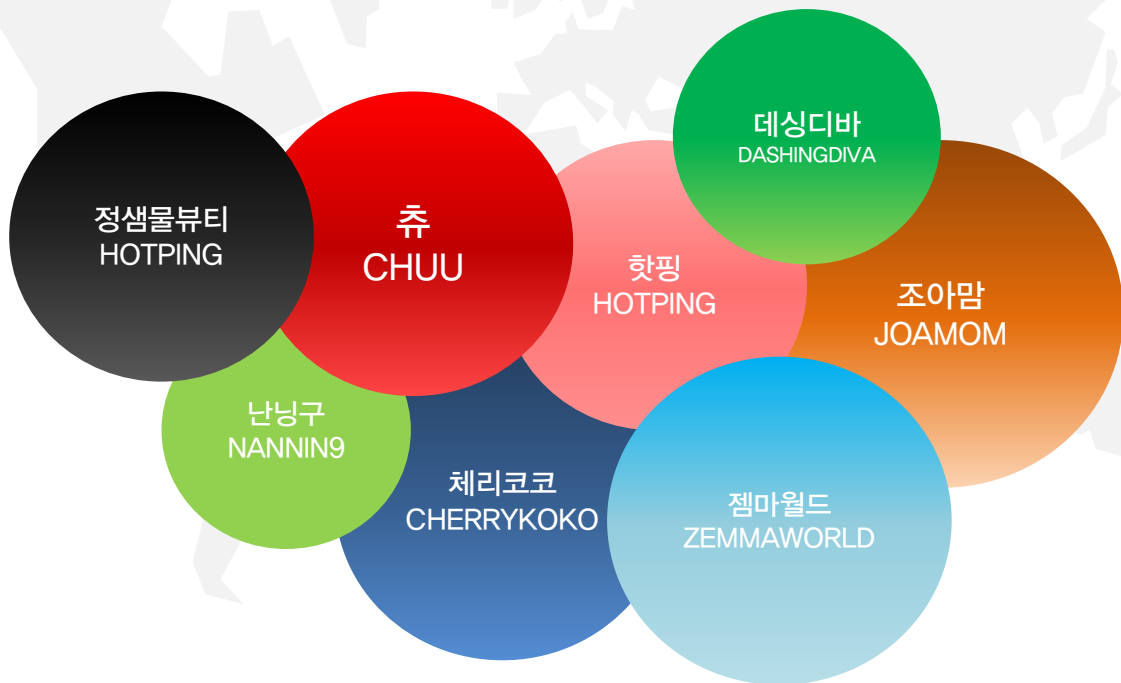 데싱디바
DASHINGDIVA
정샘물뷰티
HOTPING
츄
CHUU
핫핑
HOTPING
조아맘
JOAMOM
난닝구
NANNIN9
체리코코
CHERRYKOKO
젬마월드
ZEMMAWORLD